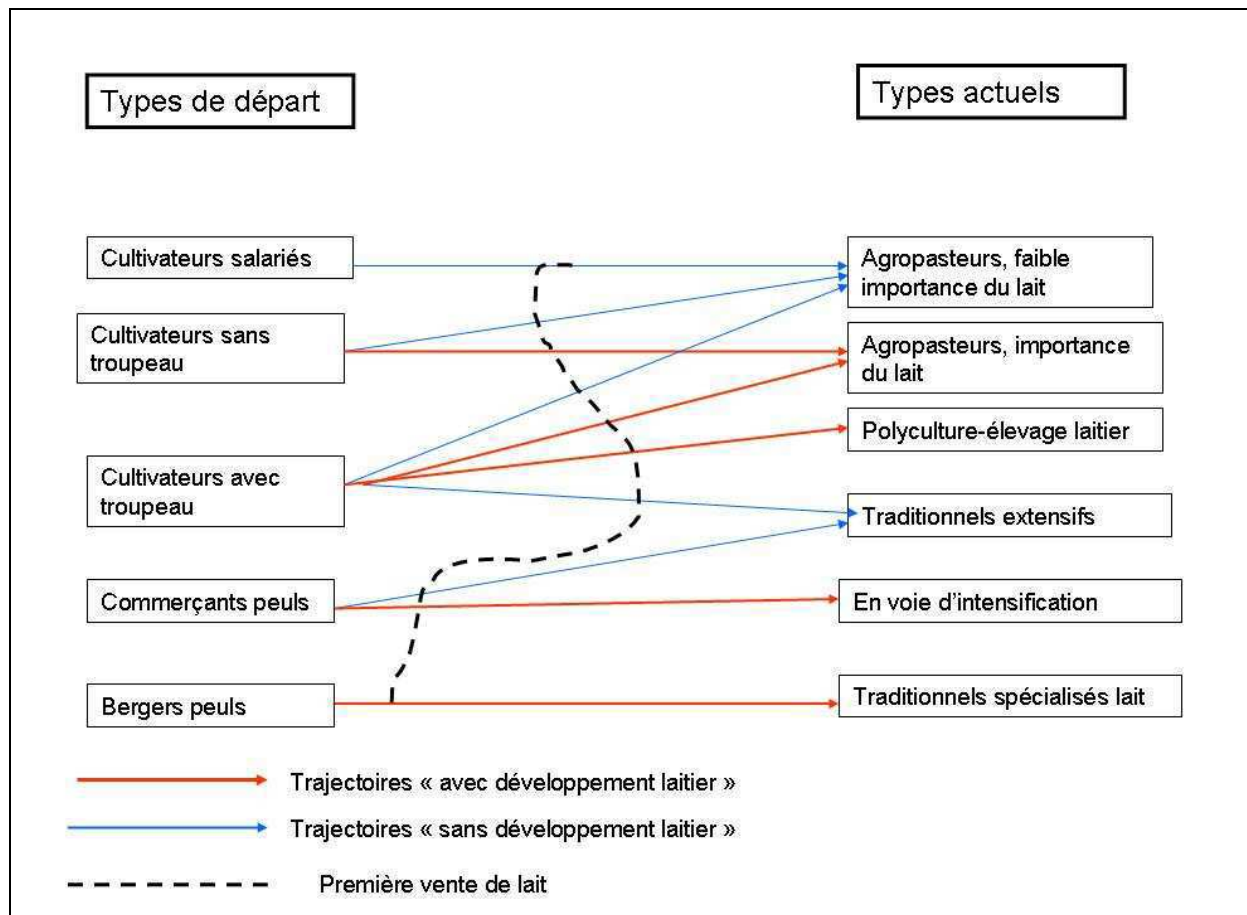 Types de départ
Types actuels
Cultivateurs salariés
Agropasteurs, faible
importance du lait
Cultivateurs sans
troupeau
Agropasteurs, importance
du lait
Polyculture-élevage laitier
Cultivateurs avec
troupeau
Traditionnels extensifs
Commerçants peuls
En voie d'intensification
Bergers peuls
Traditionnels spécialisés lait
Trajectoires « avec développement laitier »
Trajectoires « sans développement laitier »
Première vente de lait